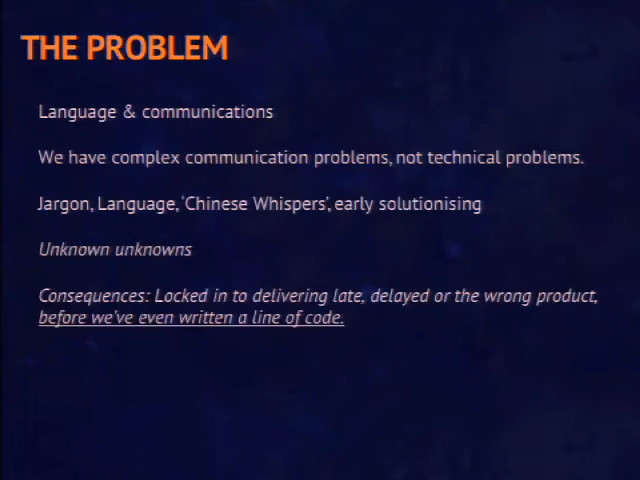 THE PROBLEM
Language & communications
We have complex communication problems, not technical problems.
Jargon, Language, 'Chinese Whispers', early solutionising
Unknown unknowns
Consequences: Locked in to delivering late, delayed or the wrong product,
before we've even written a line of code.